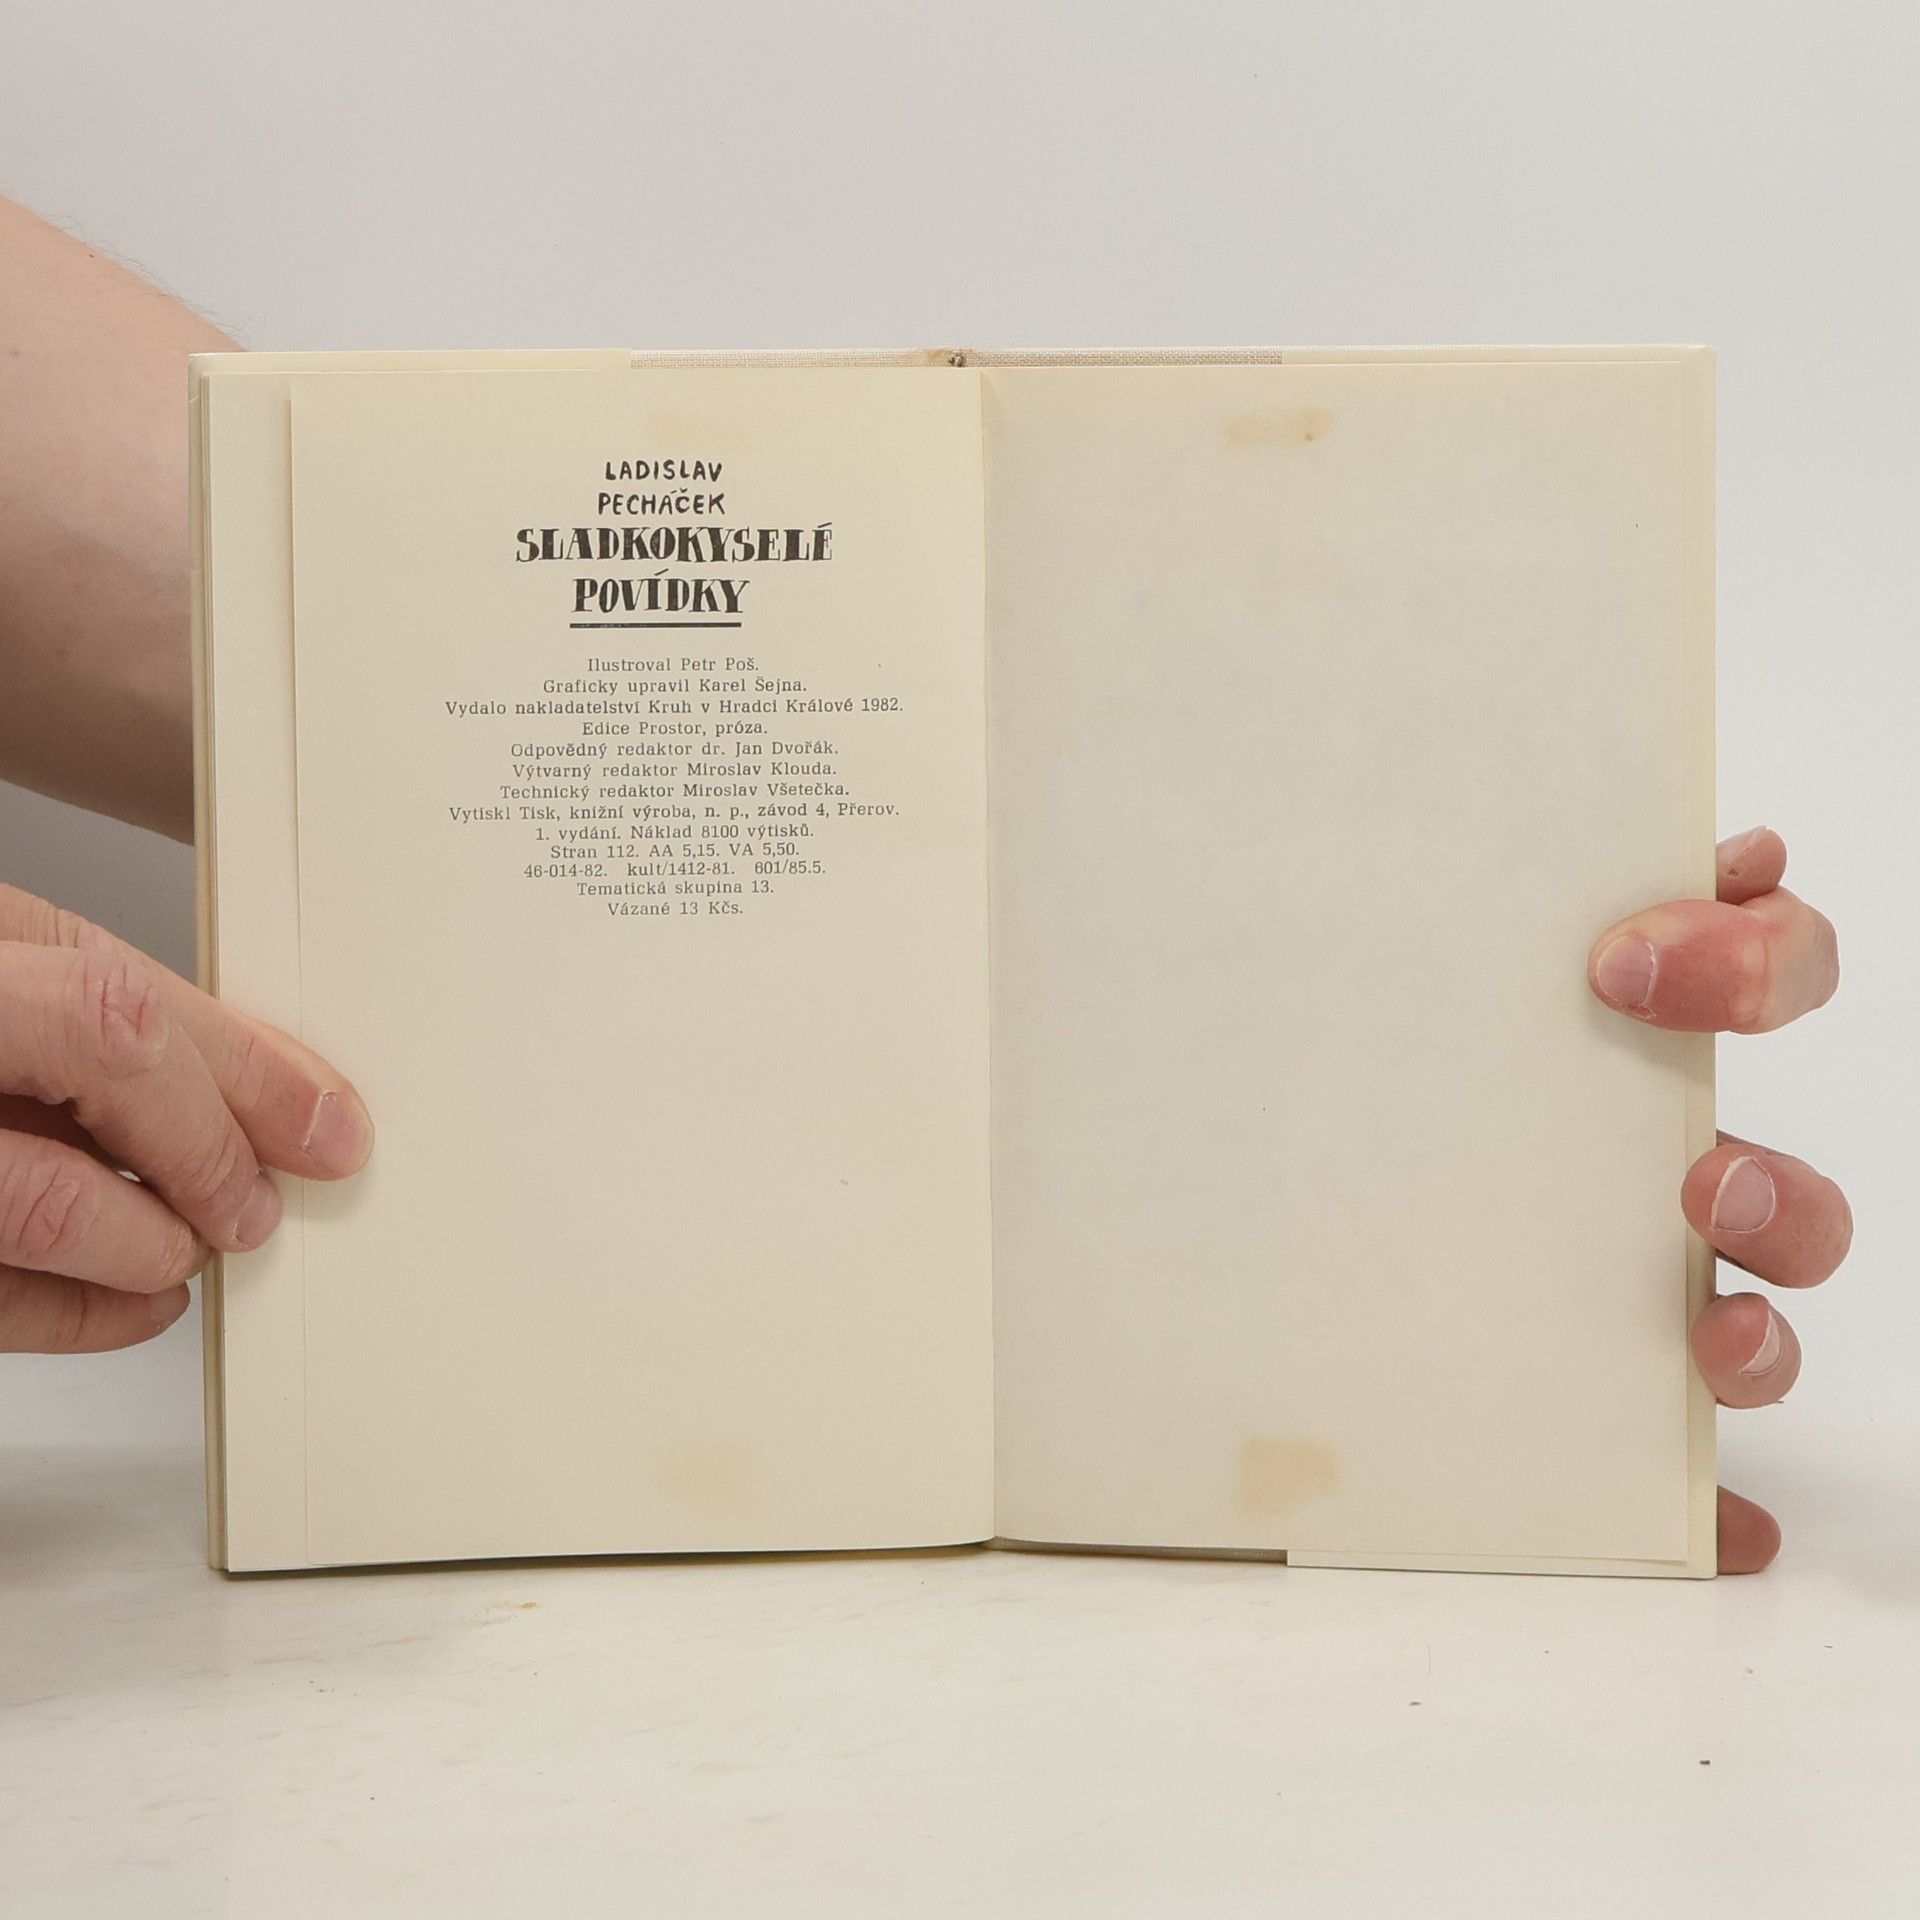 LADISLAV
PECHÁČEK
SLADKOKYSELÉ
POVÍDKY
Ilustroval Petr Poš.
Graficky upravil Karel Šejna.
Vydalo nakladatelství Kruh v Hradci Králové 1982.
Edice Prostor, próza.
Odpovědný redaktor dr. Jan Dvořák.
Výtvarný redaktor Miroslav Klouda.
Technický redaktor Miroslav Všetečka.
Vytiskl Tisk, knižní výroba, n. p., závod 4, Přerov.
1. vydání. Náklad 8100 výtisků.
Stran 112. AA 5,15. VA 5,50.
46-014-82. kult/1412-81. 601/85.5.
Tematická skupina 13.
Vázané 13 Kčs.